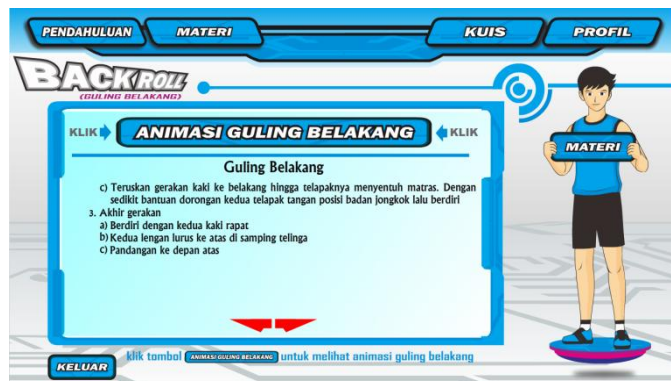 PENDAHULUAN
MATERI
KUIS
PROFIL
BACK ROLL
(GULING BELAKANG)
KLIK
ANIMASI GULING BELAKANG
KLIK
MATERI
Guling Belakang
c) Teruskan gerakan kaki ke belakang hingga telapaknya menyentuh matras. Dengan
sedikit bantuan dorongan kedua telapak tangan posisi badan jongkok lalu berdiri
3. Akhir gerakan
a) Berdiri dengan kedua kaki rapat
b) Kedua lengan lurus ke atas di samping telinga
c) Pandangan ke depan atas
klik tombol ANIMASI GULING BELAKANG untuk melihat animasi guling belakang
KELUAR